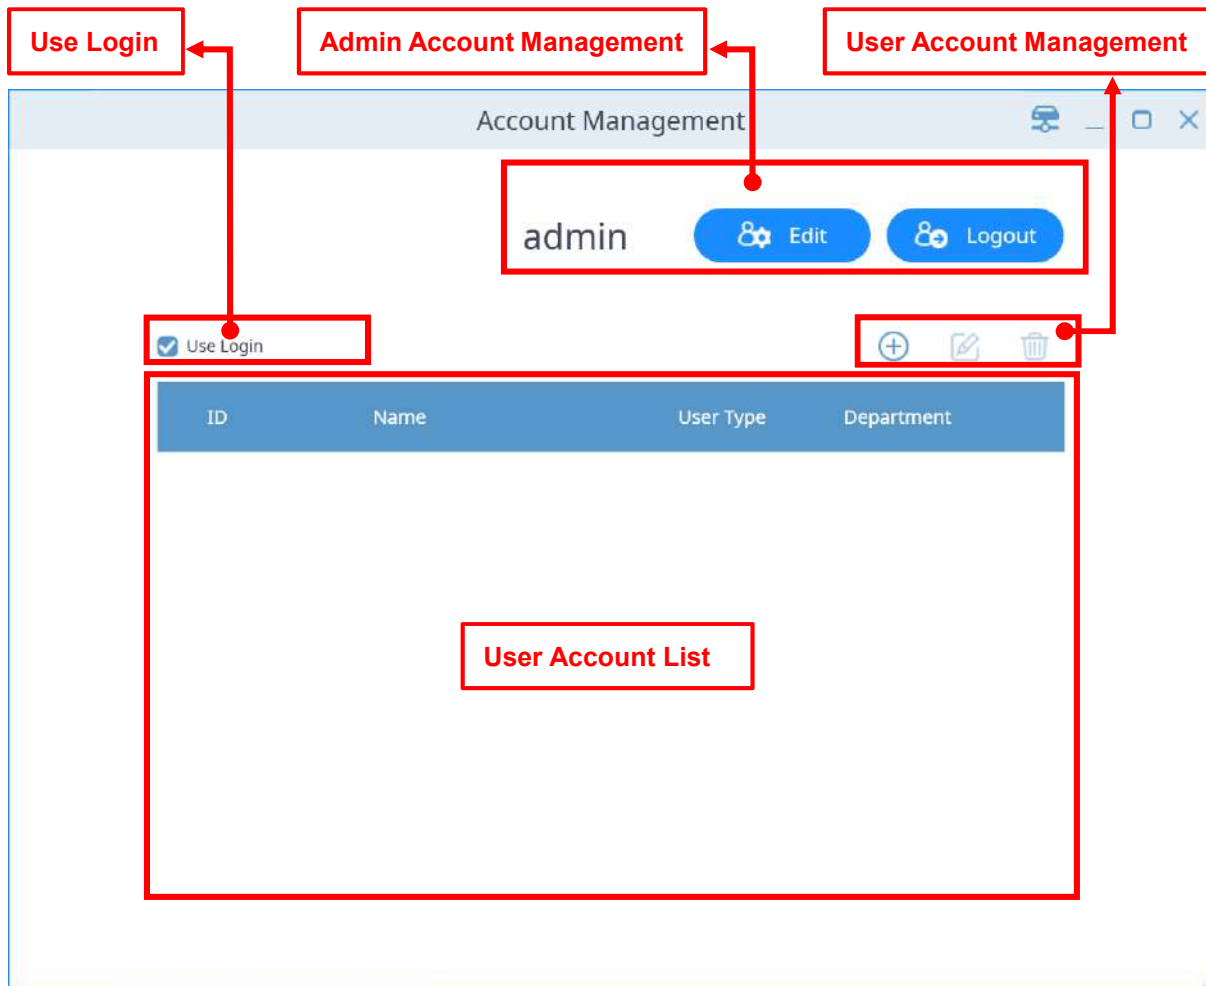 Use Login
Admin Account Management
User Account Management
Account Management
admin
Edit
Logout
Use Login
ID Name User Type Department
User Account List